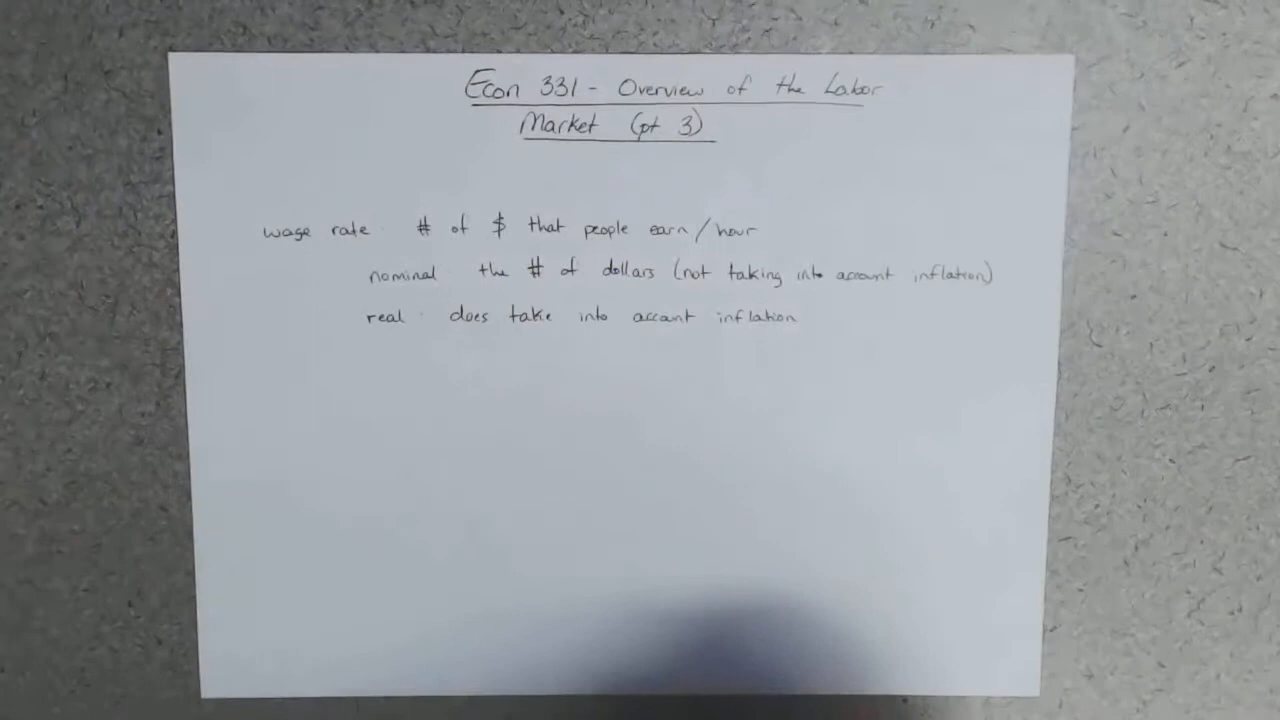 Econ 331 - Overview of the Labor
Market (pt 3)
wage rate: # of $ that people earn/hour
nominal: the # of dollars (not taking into account inflation)
real: does take into account inflation